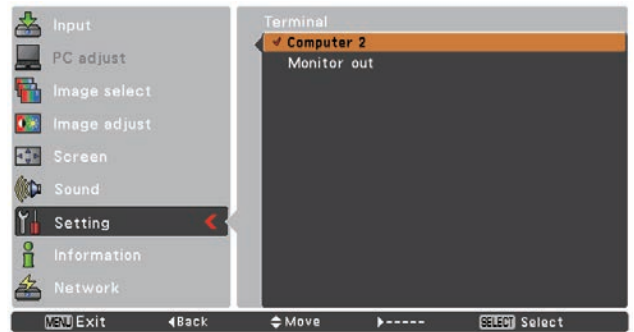 Input
PC adjust
Image select
Image adjust
Screen
Sound
Setting
Information
Network
Terminal
Computer 2
Monitor out
MENU Exit
Back
Move
-----
SELECT Select